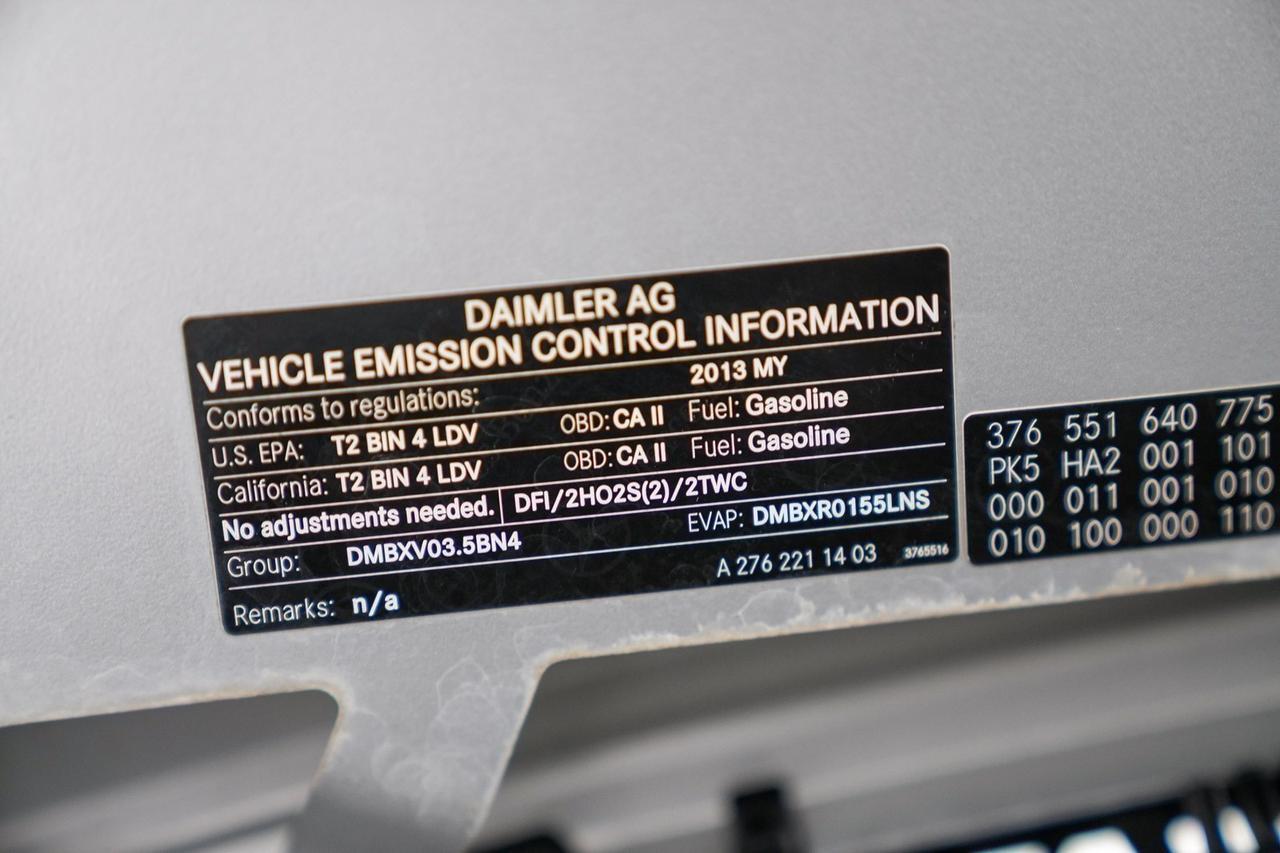 DAIMLER AG
VEHICLE EMISSION CONTROL INFORMATION
Conforms to regulations: 2013 MY
U.S. EPA: T2 BIN 4 LDV OBD: CA II Fuel: Gasoline
California: T2 BIN 4 LDV OBD: CA II Fuel: Gasoline
No adjustments needed. DFI/2HO2S(2)/2TWC
Group: DMBXV03.5BN4 EVAP: DMBXR0155LNS
A 276 221 14 03 3765516
Remarks: n/a
376 551 640 775
PK5 HA2 001 101
000 011 001 010
010 100 000 110